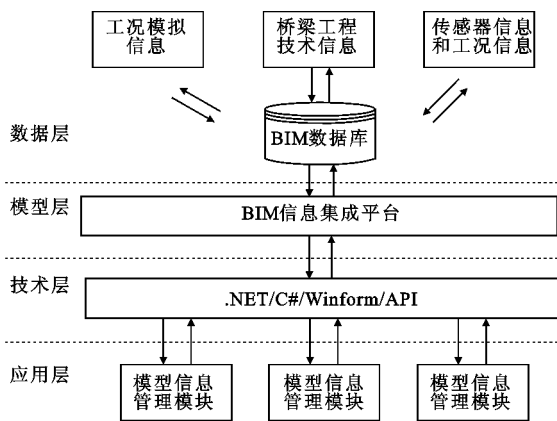 工况模拟
信息
桥梁工程
技术信息
传感器信息
和工况信息
数据层
BIM数据库
模型层
BIM信息集成平台
技术层
.NET/C#/Winform/API
应用层
模型信息
管理模块
模型信息
管理模块
模型信息
管理模块